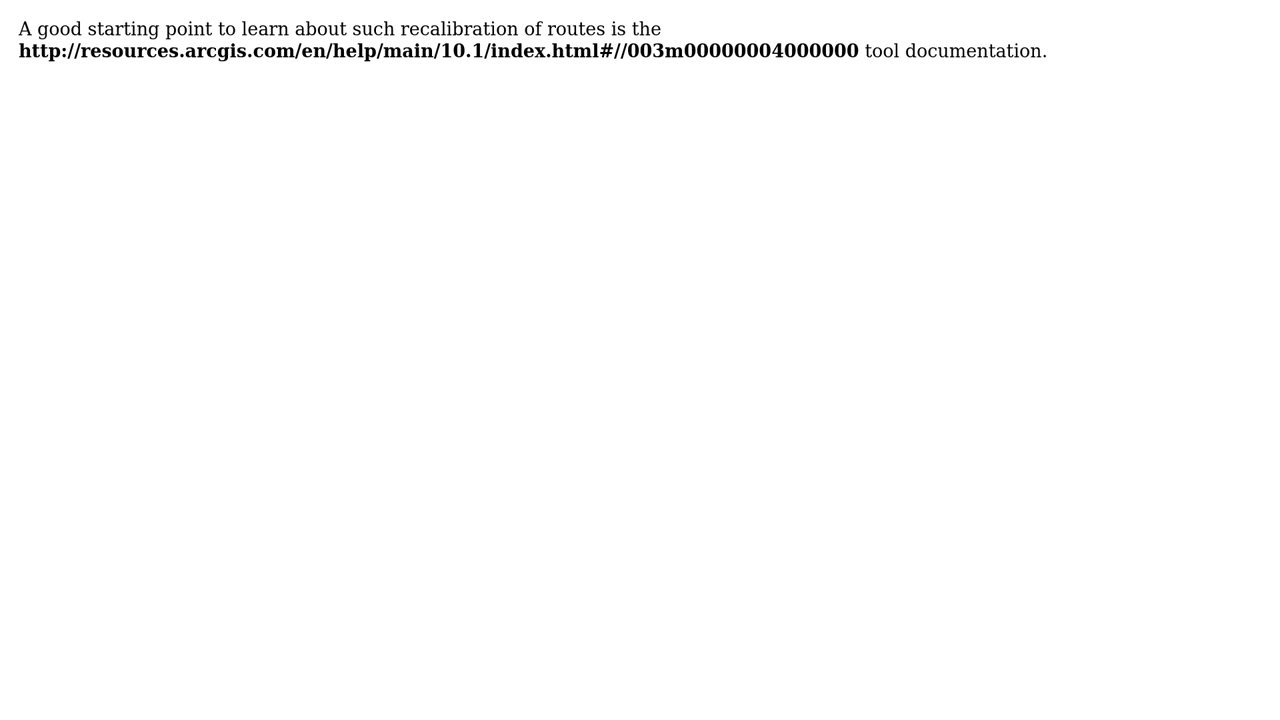 A good starting point to learn about such recalibration of routes is the
http://resources.arcgis.com/en/help/main/10.1/index.html#//003m00000004000000 tool documentation.